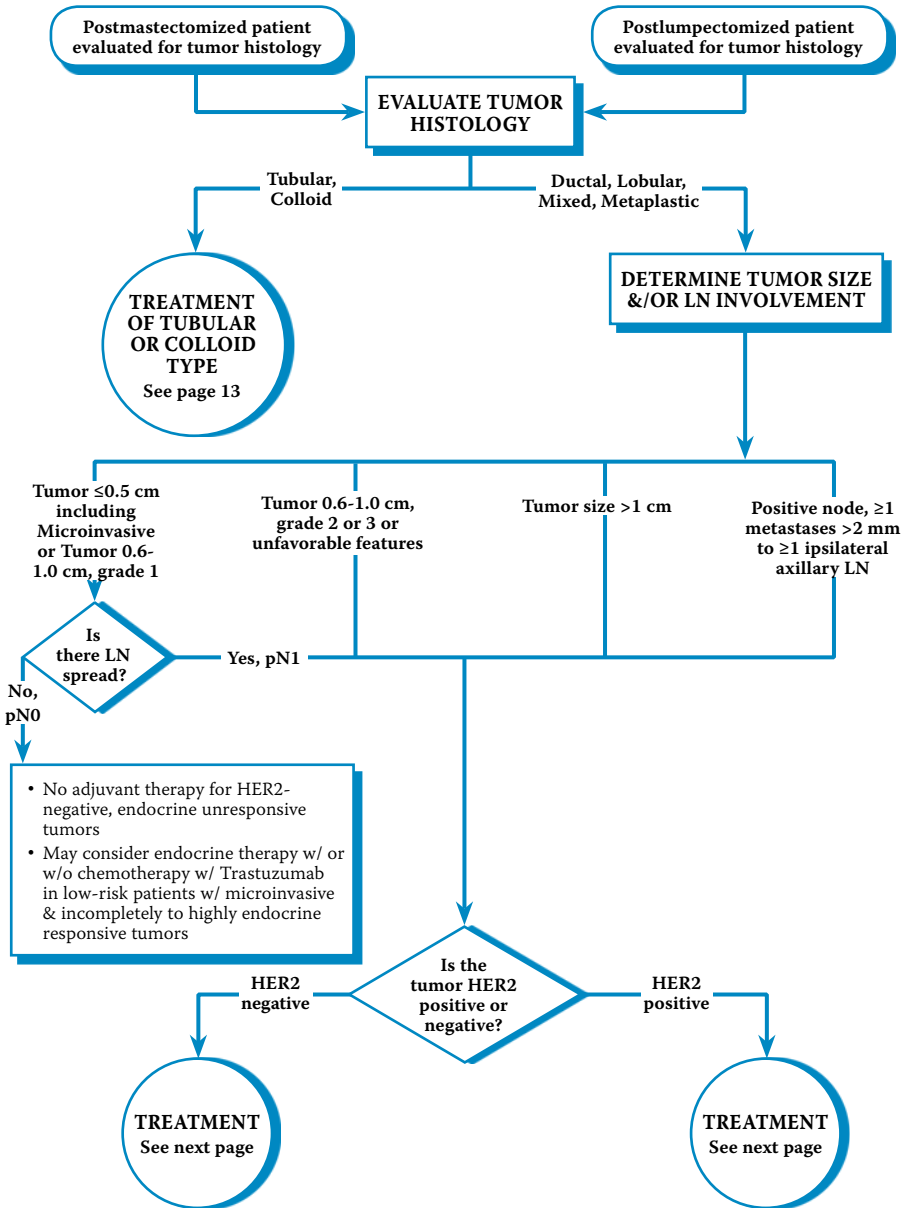 Postmastectomized patient
evaluated for tumor histology
Postlumpectomized patient
evaluated for tumor histology
EVALUATE TUMOR
HISTOLOGY
Tubular,
Colloid
Ductal, Lobular,
Mixed, Metaplastic
TREATMENT
OF TUBULAR
OR COLLOID
TYPE
See page 13
DETERMINE TUMOR SIZE
&/OR LN INVOLVEMENT
Tumor ≤0.5 cm
including
Microinvasive
or Tumor 0.6-
1.0 cm, grade 1
Tumor 0.6-1.0 cm,
grade 2 or 3 or
unfavorable features
Tumor size >1 cm
Positive node, ≥1
metastases >2 mm
to ≥1 ipsilateral
axillary LN
Is
there LN
spread?
Yes, pN1
No,
pN0
• No adjuvant therapy for HER2-
negative, endocrine unresponsive
tumors
• May consider endocrine therapy w/ or
w/o chemotherapy w/ Trastuzumab
in low-risk patients w/ microinvasive
& incompletely to highly endocrine
responsive tumors
Is the
tumor HER2
positive or
negative?
HER2
negative
HER2
positive
TREATMENT
See next page
TREATMENT
See next page